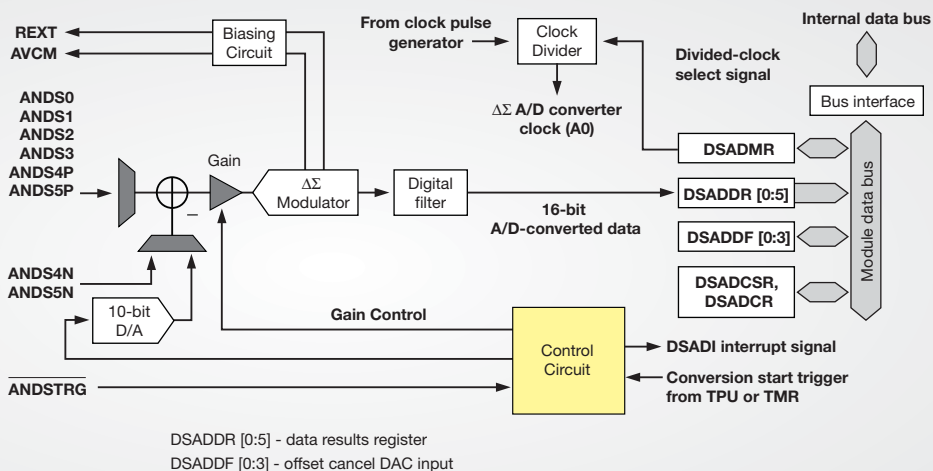 REXT
AVCM
Biasing
Circuit
From clock pulse
generator
Clock
Divider
Divided-clock
select signal
Internal data bus
Bus interface
ΔΣ A/D converter
clock (A0)
ANDS0
ANDS1
ANDS2
ANDS3
ANDS4P
ANDS5P
Gain
ΔΣ
Modulator
Digital
filter
16-bit
A/D-converted data
DSADMR
DSADDR [0:5]
DSADDF [0:3]
DSADCSR,
DSADCR
Module data bus
–
ANDS4N
ANDS5N
10-bit
D/A
Gain Control
Control
Circuit
DSADI interrupt signal
Conversion start trigger
from TPU or TMR
ANDSTRG
DSADDR [0:5] - data results register
DSADDF [0:3] - offset cancel DAC input